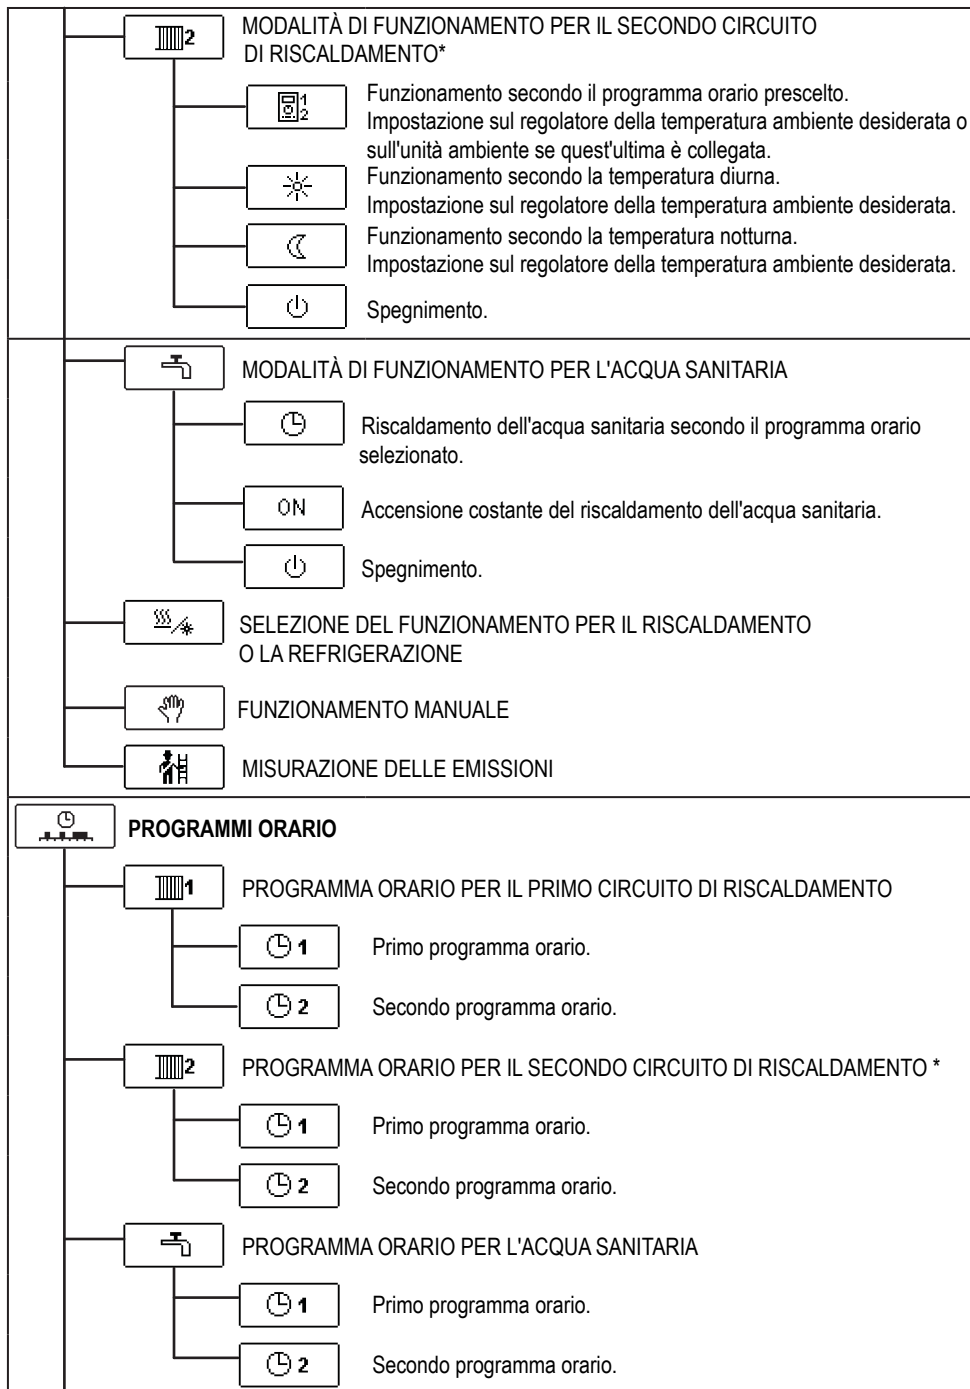 2 MODALITÀ DI FUNZIONAMENTO PER IL SECONDO CIRCUITO
DI RISCALDAMENTO*
1 2 Funzionamento secondo il programma orario prescelto.
Impostazione sul regolatore della temperatura ambiente desiderata o
sull'unità ambiente se quest'ultima è collegata.
Funzionamento secondo la temperatura diurna.
Impostazione sul regolatore della temperatura ambiente desiderata.
Funzionamento secondo la temperatura notturna.
Impostazione sul regolatore della temperatura ambiente desiderata.
Spegnimento.
MODALITÀ DI FUNZIONAMENTO PER L'ACQUA SANITARIA
Riscaldamento dell'acqua sanitaria secondo il programma orario
selezionato.
ON Accensione costante del riscaldamento dell'acqua sanitaria.
Spegnimento.
SELEZIONE DEL FUNZIONAMENTO PER IL RISCALDAMENTO
O LA REFRIGERAZIONE
FUNZIONAMENTO MANUALE
MISURAZIONE DELLE EMISSIONI
PROGRAMMI ORARIO
1 PROGRAMMA ORARIO PER IL PRIMO CIRCUITO DI RISCALDAMENTO
1 Primo programma orario.
2 Secondo programma orario.
2 PROGRAMMA ORARIO PER IL SECONDO CIRCUITO DI RISCALDAMENTO *
1 Primo programma orario.
2 Secondo programma orario.
PROGRAMMA ORARIO PER L'ACQUA SANITARIA
1 Primo programma orario.
2 Secondo programma orario.